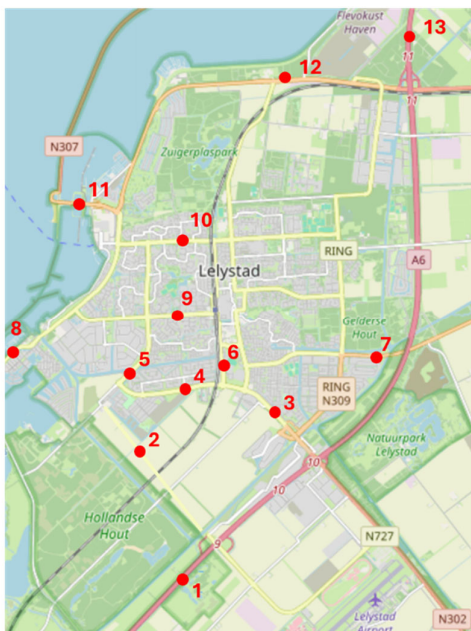 Flevokust
Haven
13
11
12
11
N307
Zuigerplaspark
11
10
RING
Lelystad
A6
9
Gelderse
Hout
8
7
6
5
4
RING
N309
3
Natuurpark
Lelystad
2
10
10
Hollandse
Hout
9
N727
1
Lelystad
Airport
N302